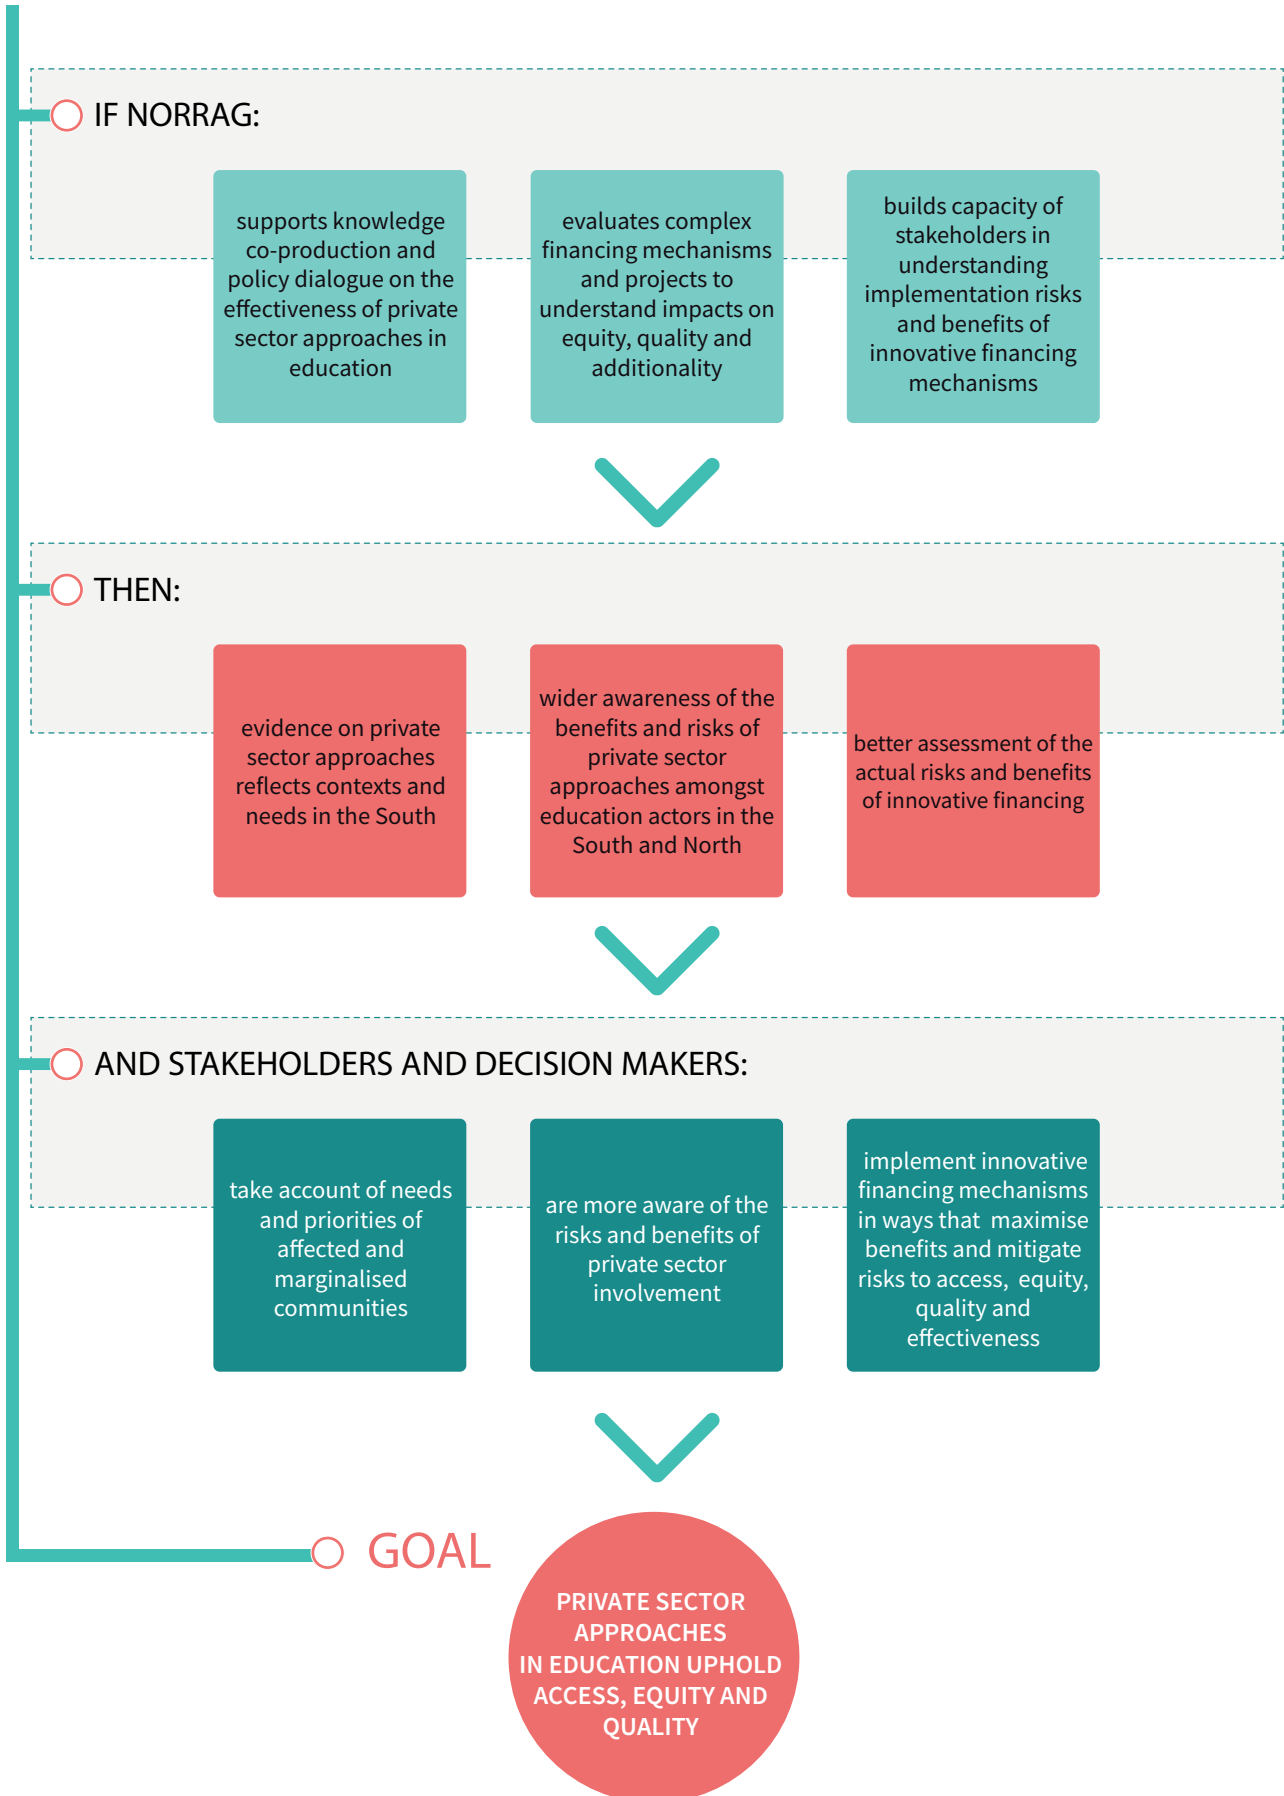 IF NORRAG:
supports knowledge
co-production and
policy dialogue on the
effectiveness of private
sector approaches in
education
evaluates complex
financing mechanisms
and projects to
understand impacts on
equity, quality and
additionality
builds capacity of
stakeholders in
understanding
implementation risks
and benefits of
innovative financing
mechanisms
THEN:
evidence on private
sector approaches
reflects contexts and
needs in the South
wider awareness of the
benefits and risks of
private sector
approaches amongst
education actors in the
South and North
better assessment of the
actual risks and benefits
of innovative financing
AND STAKEHOLDERS AND DECISION MAKERS:
take account of needs
and priorities of
affected and
marginalised
communities
are more aware of the
risks and benefits of
private sector
involvement
implement innovative
financing mechanisms
in ways that  maximise
benefits and mitigate
risks to access,  equity,
quality and
effectiveness
GOAL
PRIVATE SECTOR
APPROACHES
IN EDUCATION UPHOLD
ACCESS, EQUITY AND
QUALITY